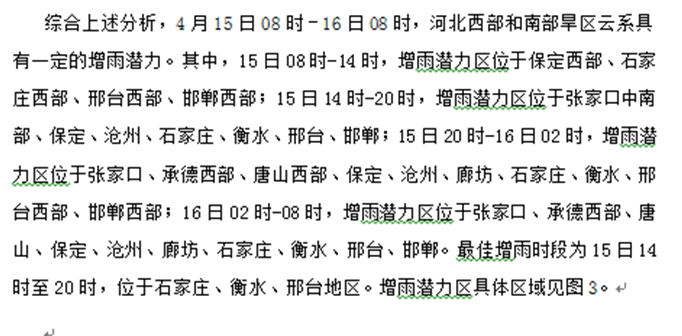 综合上述分析，4月15日08时-16日08时，河北西部和南部旱区云系具
有一定的增雨潜力。其中，15日08时-14时，增雨潜力区位于保定西部、石家
庄西部、邢台西部、邯郸西部；15日14时-20时，增雨潜力区位于张家口中南
部、保定、沧州、石家庄、衡水、邢台、邯郸；15日20时-16日02时，增雨潜
力区位于张家口、承德西部、唐山西部、保定、沧州、廊坊、石家庄、衡水、邢
台西部、邯郸西部；16日02时-08时，增雨潜力区位于张家口、承德西部、唐
山、保定、沧州、廊坊、石家庄、衡水、邢台、邯郸。最佳增雨时段为15日14
时至20时，位于石家庄、衡水、邢台地区。增雨潜力区具体区域见图3。